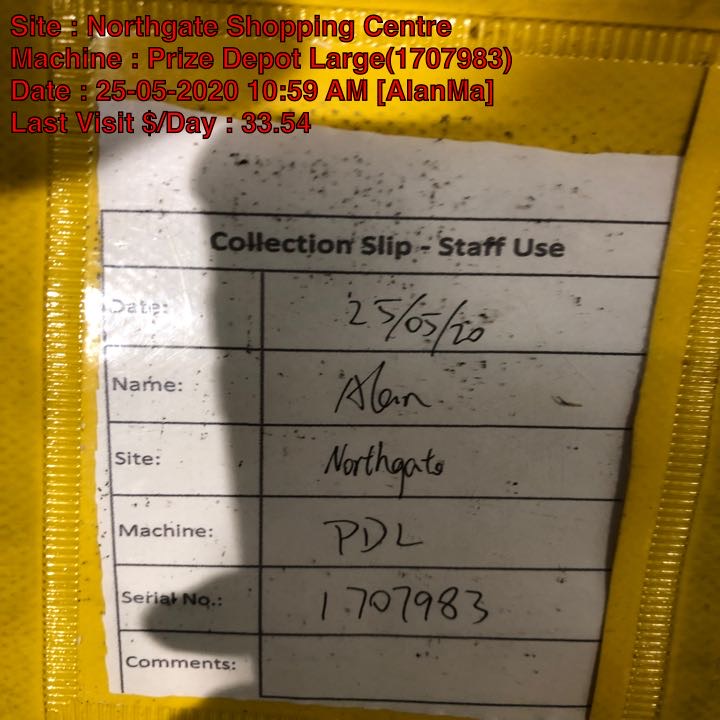 Site : Northgate Shopping Centre
Machine : Prize Depot Large(1707983)
Date : 25-05-2020 10:59 AM [AlanMa]
Last Visit $/Day : 33.54
Collection Slip - Staff Use
Date: 25/05/20
Name: Alan
Site: Northgate
Machine: PDL
Serial No.: 1707983
Comments: